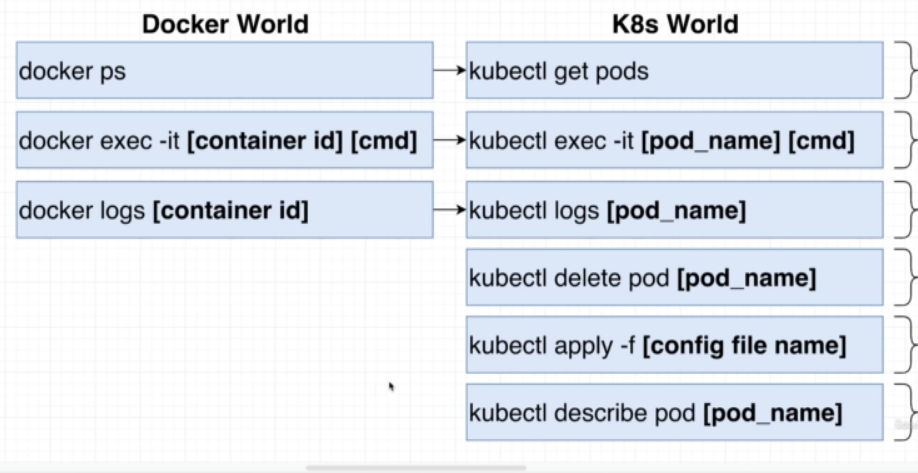 Docker World
K8s World
docker ps
kubectl get pods
docker exec -it [container id] [cmd]
kubectl exec -it [pod_name] [cmd]
docker logs [container id]
kubectl logs [pod_name]
kubectl delete pod [pod_name]
kubectl apply -f [config file name]
kubectl describe pod [pod_name]